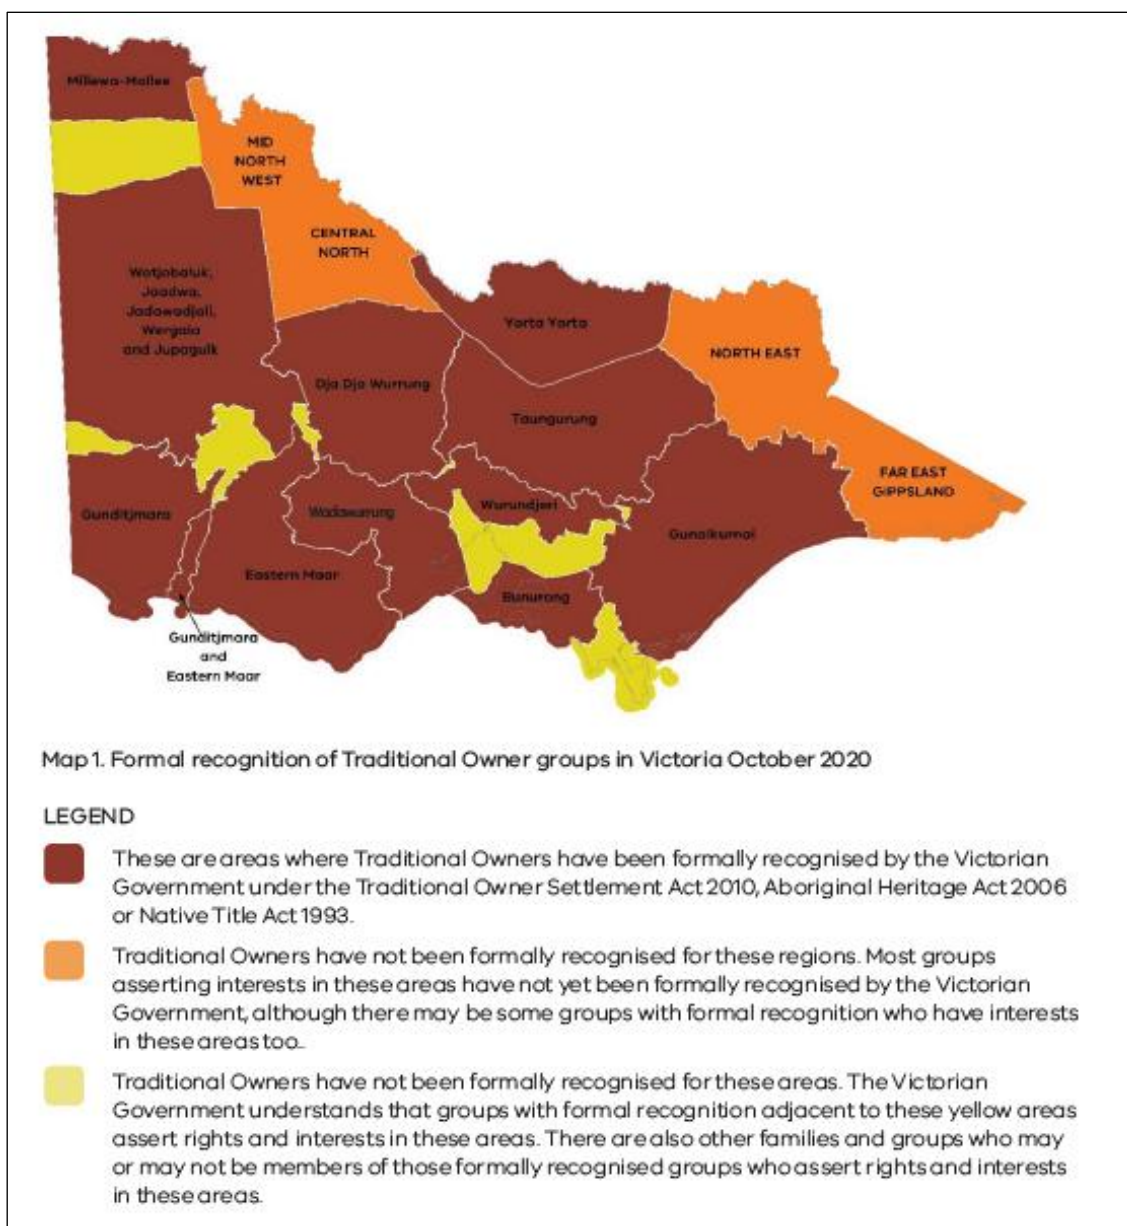 Millewa-Mallee
MID
NORTH
WEST
CENTRAL
NORTH
Wotjobaluk,
Jaadwa,
Jadawadjali,
Wergaia
and Jupagulk
Yorta Yorta
NORTH EAST
Dja Dja Wurrung
Taungurung
FAR EAST
GIPPSLAND
Gunditjmara
Wadawurrung
Wurundjeri
Gunaikurnai
Eastern Maar
Bunurong
Gunditjmara
and
Eastern Maar
Map 1. Formal recognition of Traditional Owner groups in Victoria October 2020
LEGEND
These are areas where Traditional Owners have been formally recognised by the Victorian
Government under the Traditional Owner Settlement Act 2010, Aboriginal Heritage Act 2006
or Native Title Act 1993.
Traditional Owners have not been formally recognised for these regions. Most groups
asserting interests in these areas have not yet been formally recognised by the Victorian
Government, although there may be some groups with formal recognition who have interests
in these areas too..
Traditional Owners have not been formally recognised for these areas. The Victorian
Government understands that groups with formal recognition adjacent to these yellow areas
assert rights and interests in these areas. There are also other families and groups who may
or may not be members of those formally recognised groups who assert rights and interests
in these areas.